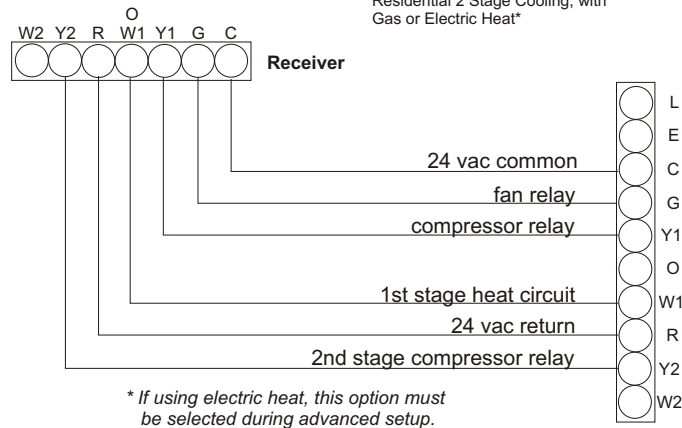 Residential 2 Stage Cooling, with
Gas or Electric Heat*
O
W2 Y2 R W1 Y1 G C
Receiver
L
E
24 vac common C
fan relay G
compressor relay Y1
O
1st stage heat circuit W1
24 vac return R
2nd stage compressor relay Y2
W2
* If using electric heat, this option must
be selected during advanced setup.